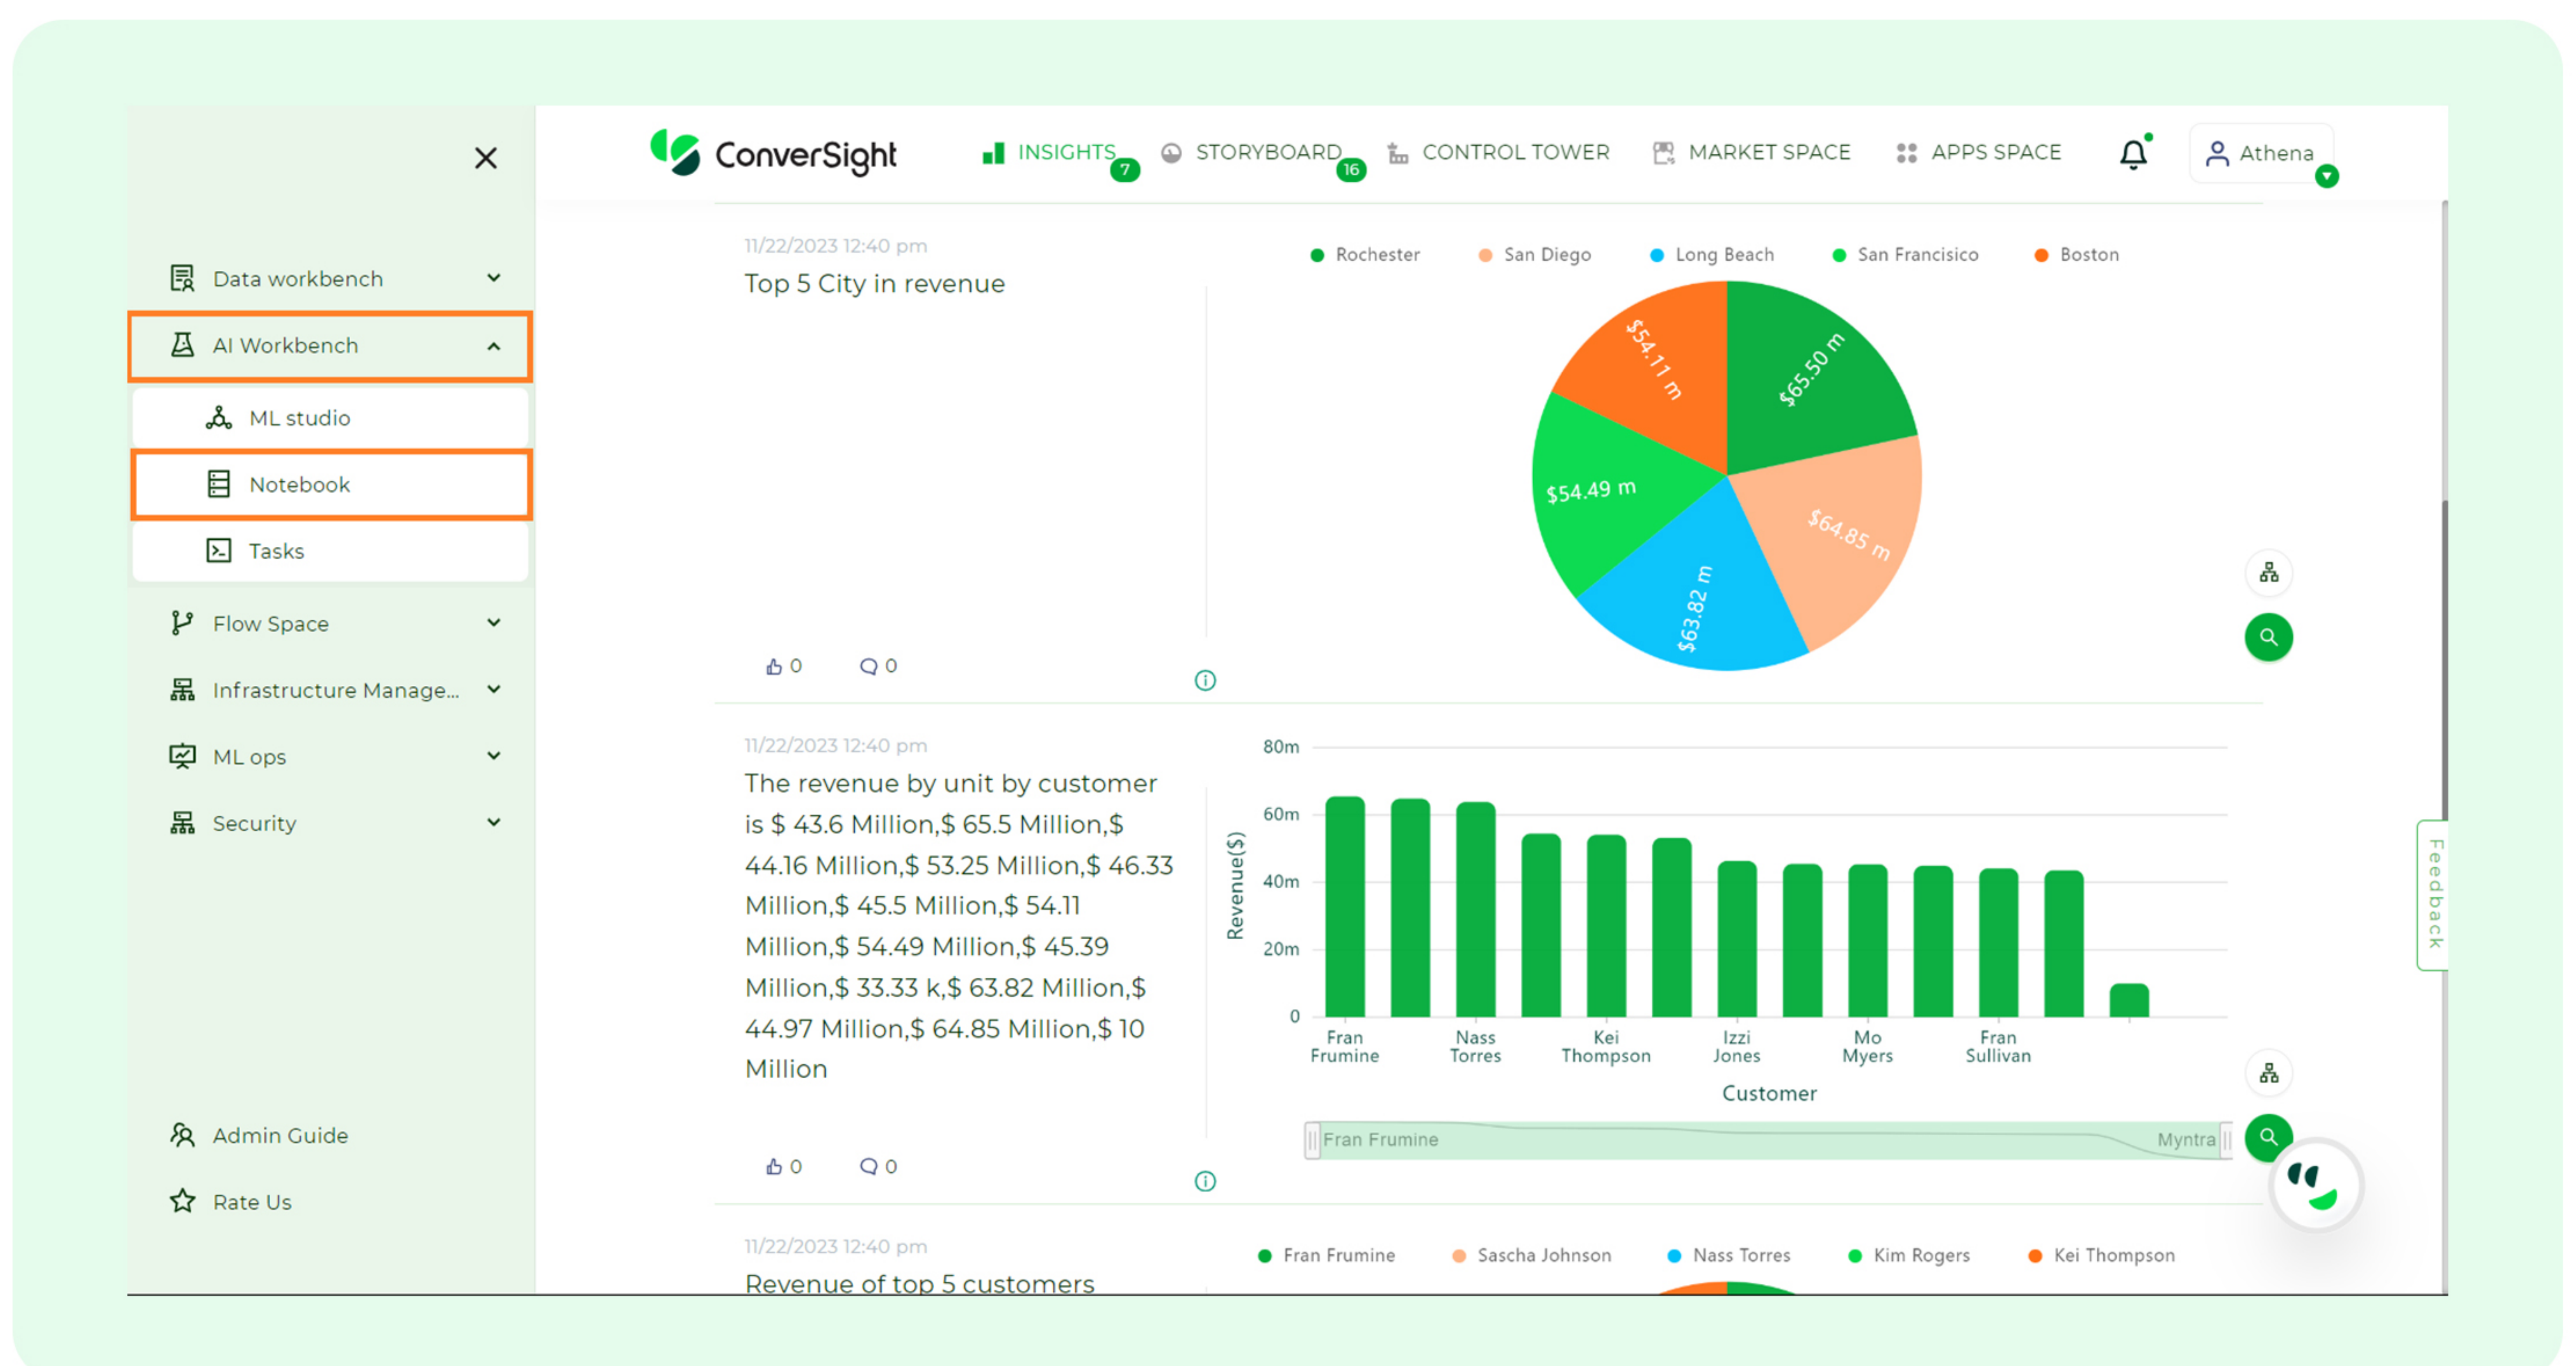 ConverSight
INSIGHTS
7
STORYBOARD
16
CONTROL TOWER
MARKET SPACE
APPS SPACE
Athena
Data workbench
AI Workbench
ML studio
Notebook
Tasks
Flow Space
Infrastructure Manage...
ML ops
Security
Admin Guide
Rate Us
11/22/2023 12:40 pm
Top 5 City in revenue
0
0
Rochester
San Diego
Long Beach
San Francisico
Boston
$65.50 m
$64.85 m
$63.82 m
$54.49 m
$54.11 m
11/22/2023 12:40 pm
The revenue by unit by customer
is $ 43.6 Million,$ 65.5 Million,$
44.16 Million,$ 53.25 Million,$ 46.33
Million,$ 45.5 Million,$ 54.11
Million,$ 54.49 Million,$ 45.39
Million,$ 33.33 k,$ 63.82 Million,$
44.97 Million,$ 64.85 Million,$ 10
Million
0
0
Revenue($)
80m
60m
40m
20m
0
Fran
Frumine
Nass
Torres
Kei
Thompson
Izzi
Jones
Mo
Myers
Fran
Sullivan
Customer
Fran Frumine
Myntra
Feedback
11/22/2023 12:40 pm
Revenue of top 5 customers
Fran Frumine
Sascha Johnson
Nass Torres
Kim Rogers
Kei Thompson